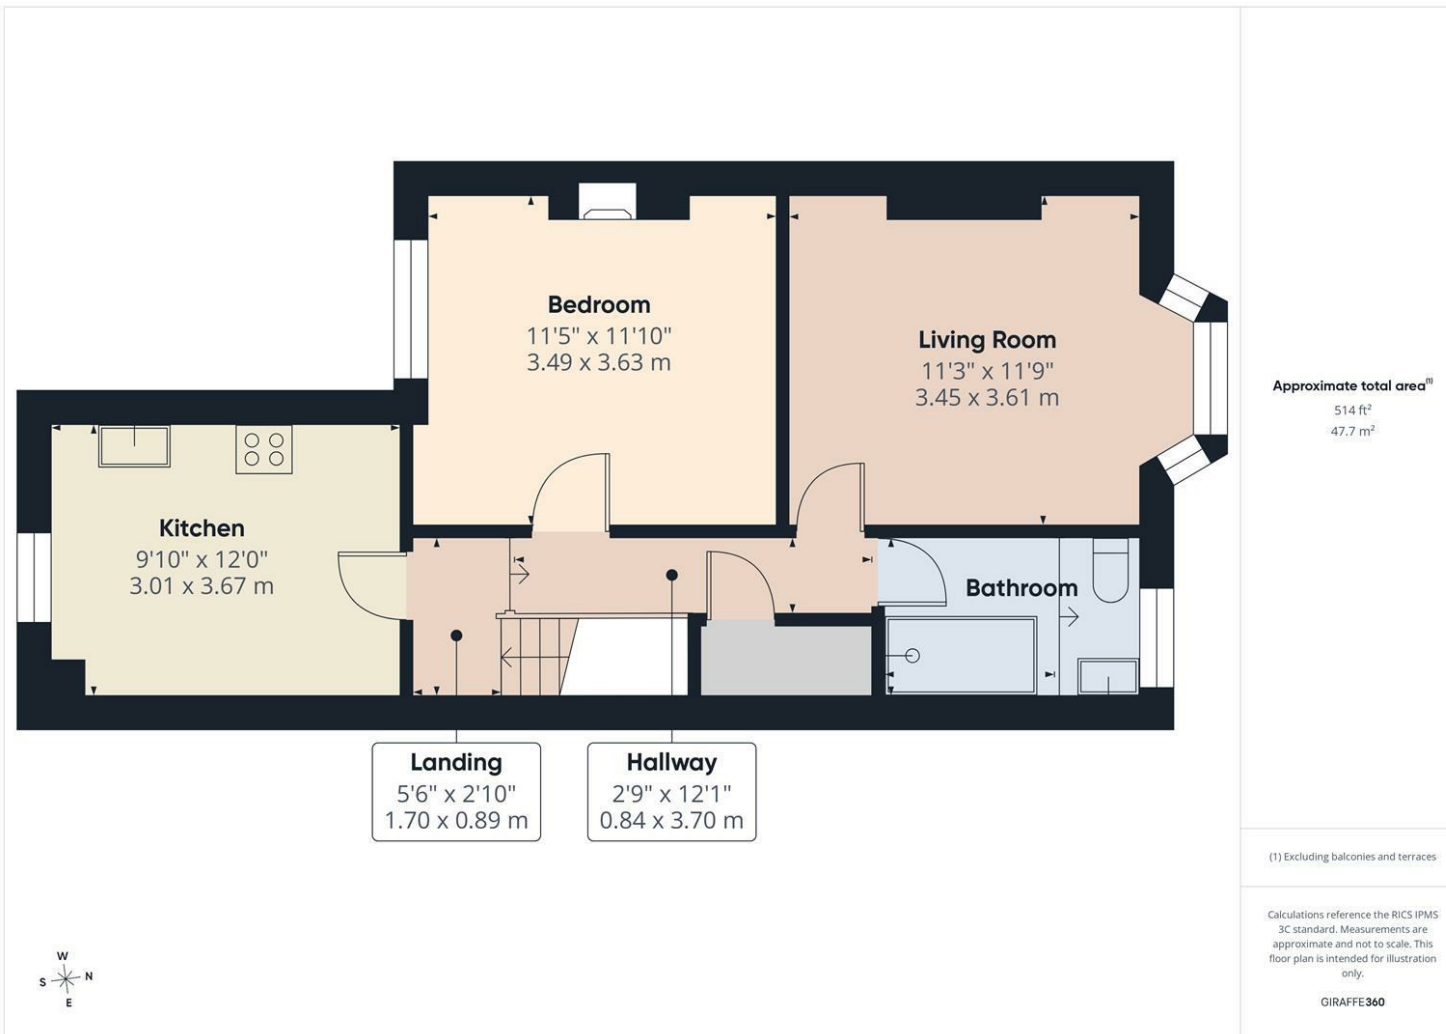 Bedroom
11'5" x 11'10"
3.49 x 3.63 m
Living Room
11'3" x 11'9"
3.45 x 3.61 m
Kitchen
9'10" x 12'0"
3.01 x 3.67 m
Bathroom
Landing
5'6" x 2'10"
1.70 x 0.89 m
Hallway
2'9" x 12'1"
0.84 x 3.70 m
W
S N
E
Approximate total area(1)
514 ft²
47.7 m²
(1) Excluding balconies and terraces
Calculations reference the RICS IPMS
3C standard. Measurements are
approximate and not to scale. This
floor plan is intended for illustration
only.
GIRAFFE360